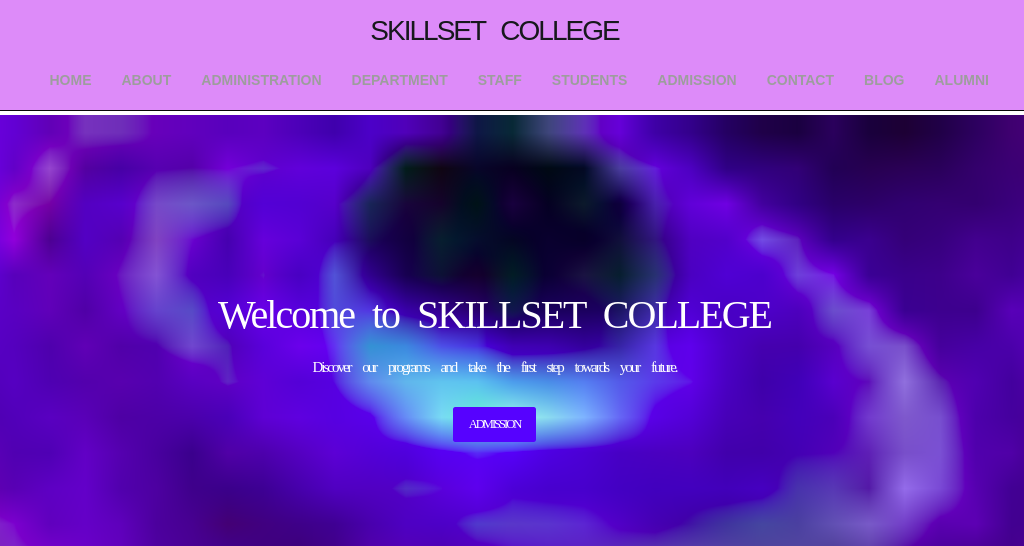 SKILLSET COLLEGE
HOME ABOUT ADMINISTRATION DEPARTMENT STAFF STUDENTS ADMISSION CONTACT BLOG ALUMNI
Welcome to SKILLSET COLLEGE
Discover our programs and take the first step towards your future.
ADMISSION